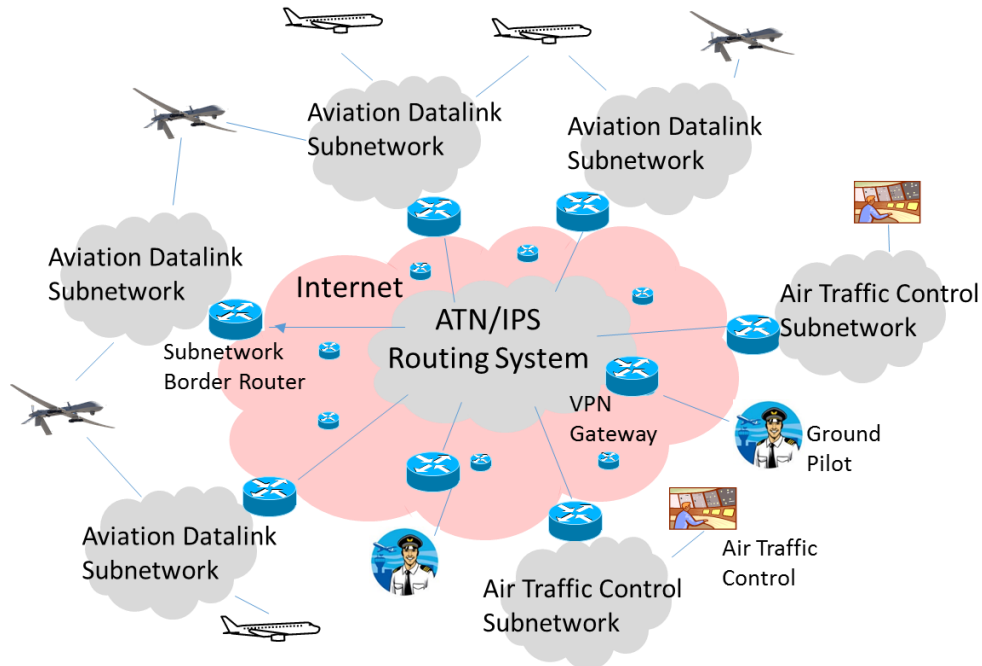 Aviation Datalink
Subnetwork
Aviation Datalink
Subnetwork
Aviation Datalink
Subnetwork
Internet
ATN/IPS
Routing System
Air Traffic Control
Subnetwork
Subnetwork
Border Router
VPN
Gateway
Ground
Pilot
Aviation Datalink
Subnetwork
Air Traffic
Control
Air Traffic Control
Subnetwork